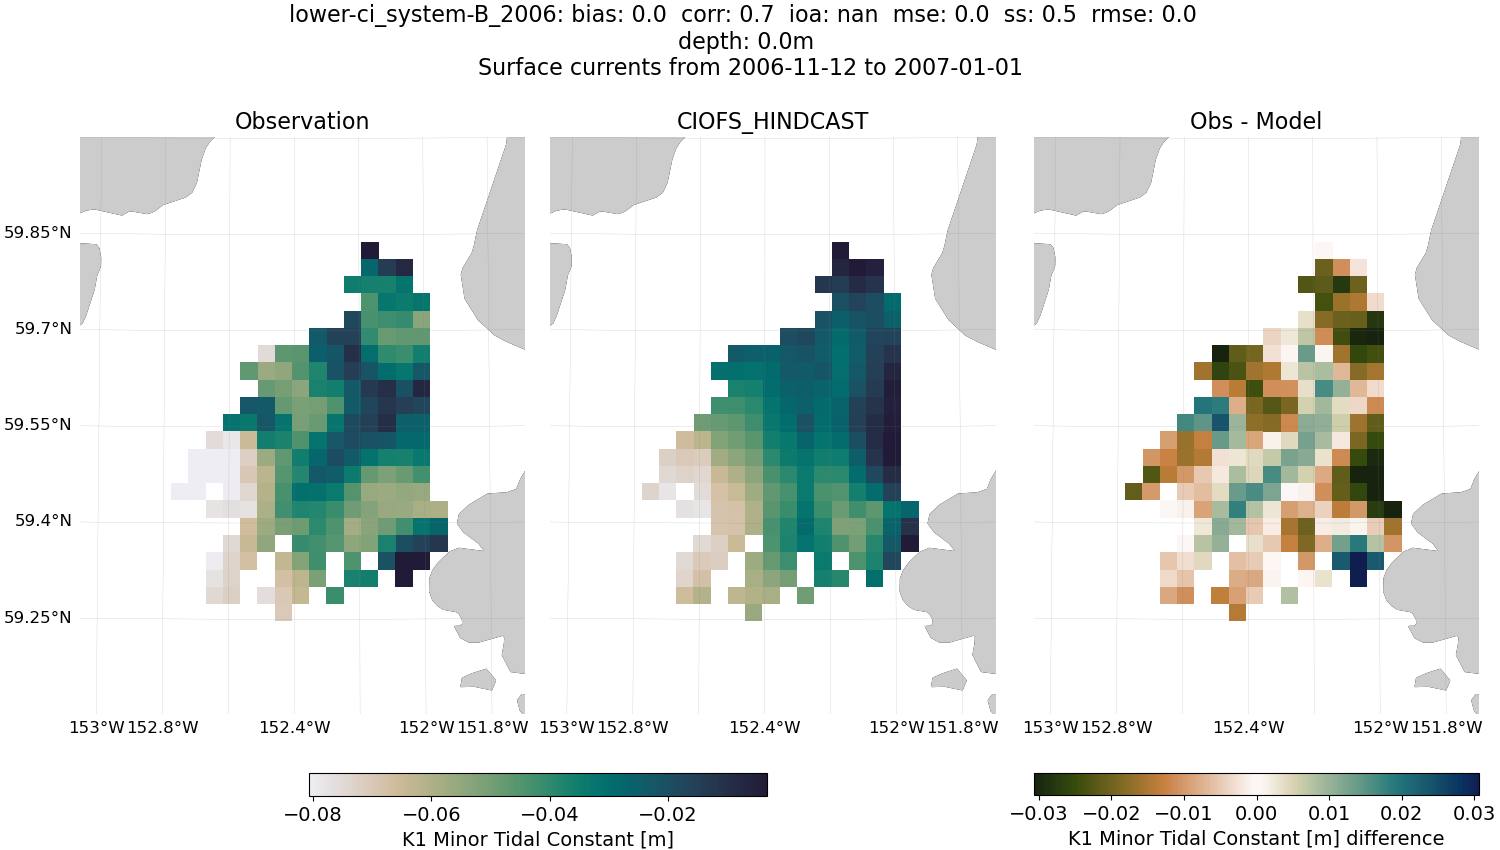 lower-ci_system-B_2006: bias: 0.0  corr: 0.7  ioa: nan  mse: 0.0  ss: 0.5  rmse: 0.0
depth: 0.0m
Surface currents from 2006-11-12 to 2007-01-01
Observation
CIOFS_HINDCAST
Obs - Model
59.85°N
59.7°N
59.55°N
59.4°N
59.25°N
153°W 152.8°W 152.4°W 152°W 151.8°W
153°W 152.8°W 152.4°W 152°W 151.8°W
153°W 152.8°W 152.4°W 152°W 151.8°W
−0.08 −0.06 −0.04 −0.02
K1 Minor Tidal Constant [m]
−0.03 −0.02 −0.01 0.00 0.01 0.02 0.03
K1 Minor Tidal Constant [m] difference